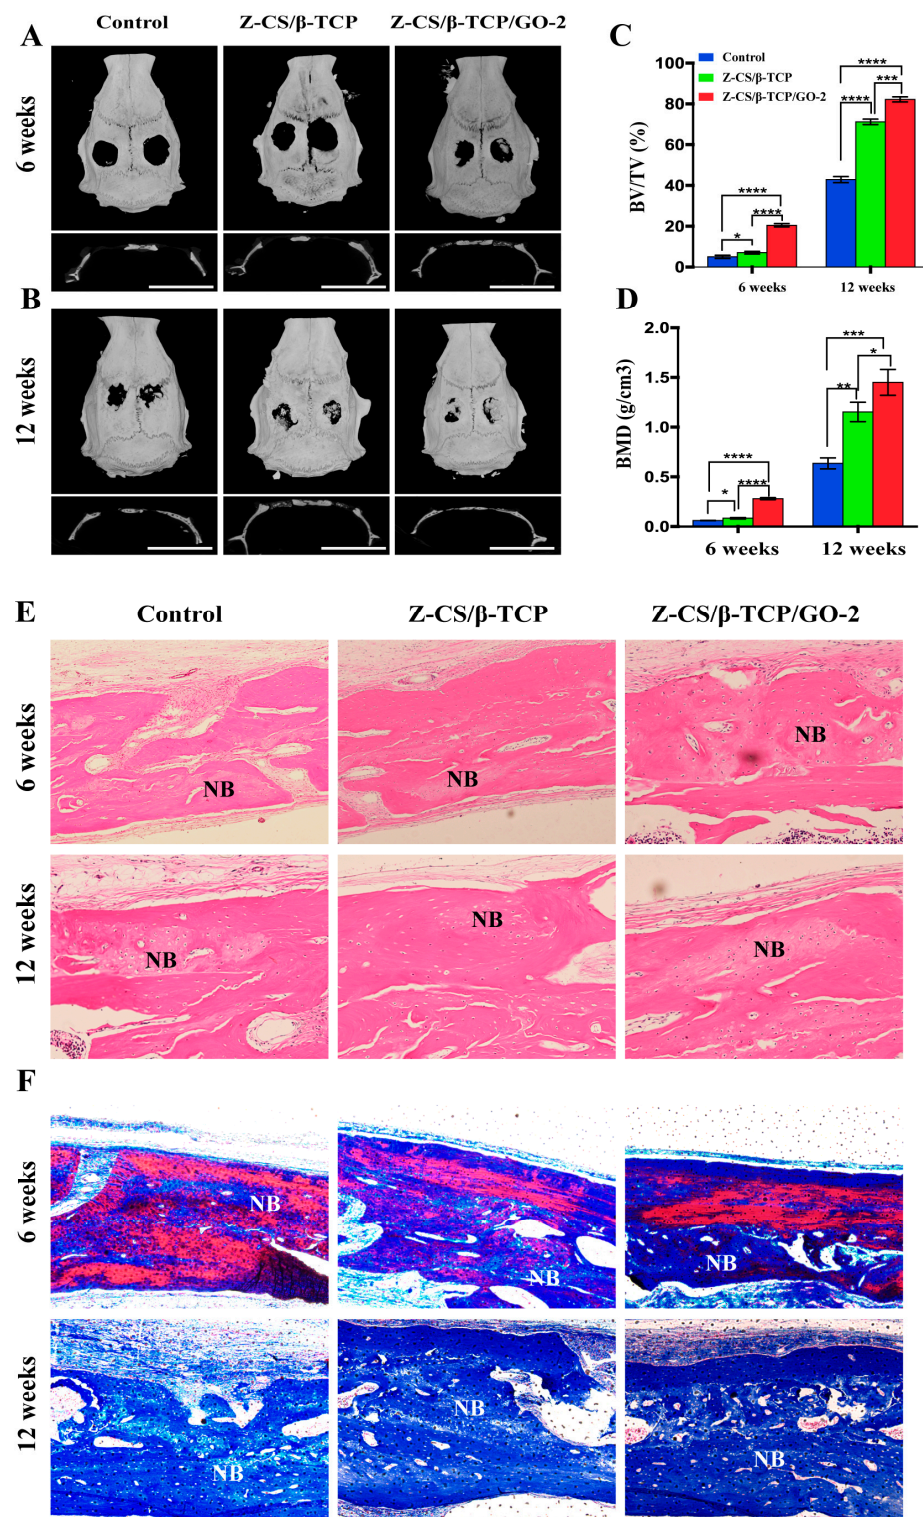 A
Control
Z-CS/β-TCP
Z-CS/β-TCP/GO-2
6 weeks
B
12 weeks
C
Control
Z-CS/β-TCP
Z-CS/β-TCP/GO-2
BV/TV (%)
100
80
60
40
20
0
*
****
****
****
****
***
6 weeks
12 weeks
D
BMD (g/cm3)
2.0
1.5
1.0
0.5
0.0
*
****
****
**
***
*
6 weeks
12 weeks
E
Control
Z-CS/β-TCP
Z-CS/β-TCP/GO-2
6 weeks
NB
NB
NB
12 weeks
NB
NB
NB
F
6 weeks
NB
NB
NB
12 weeks
NB
NB
NB